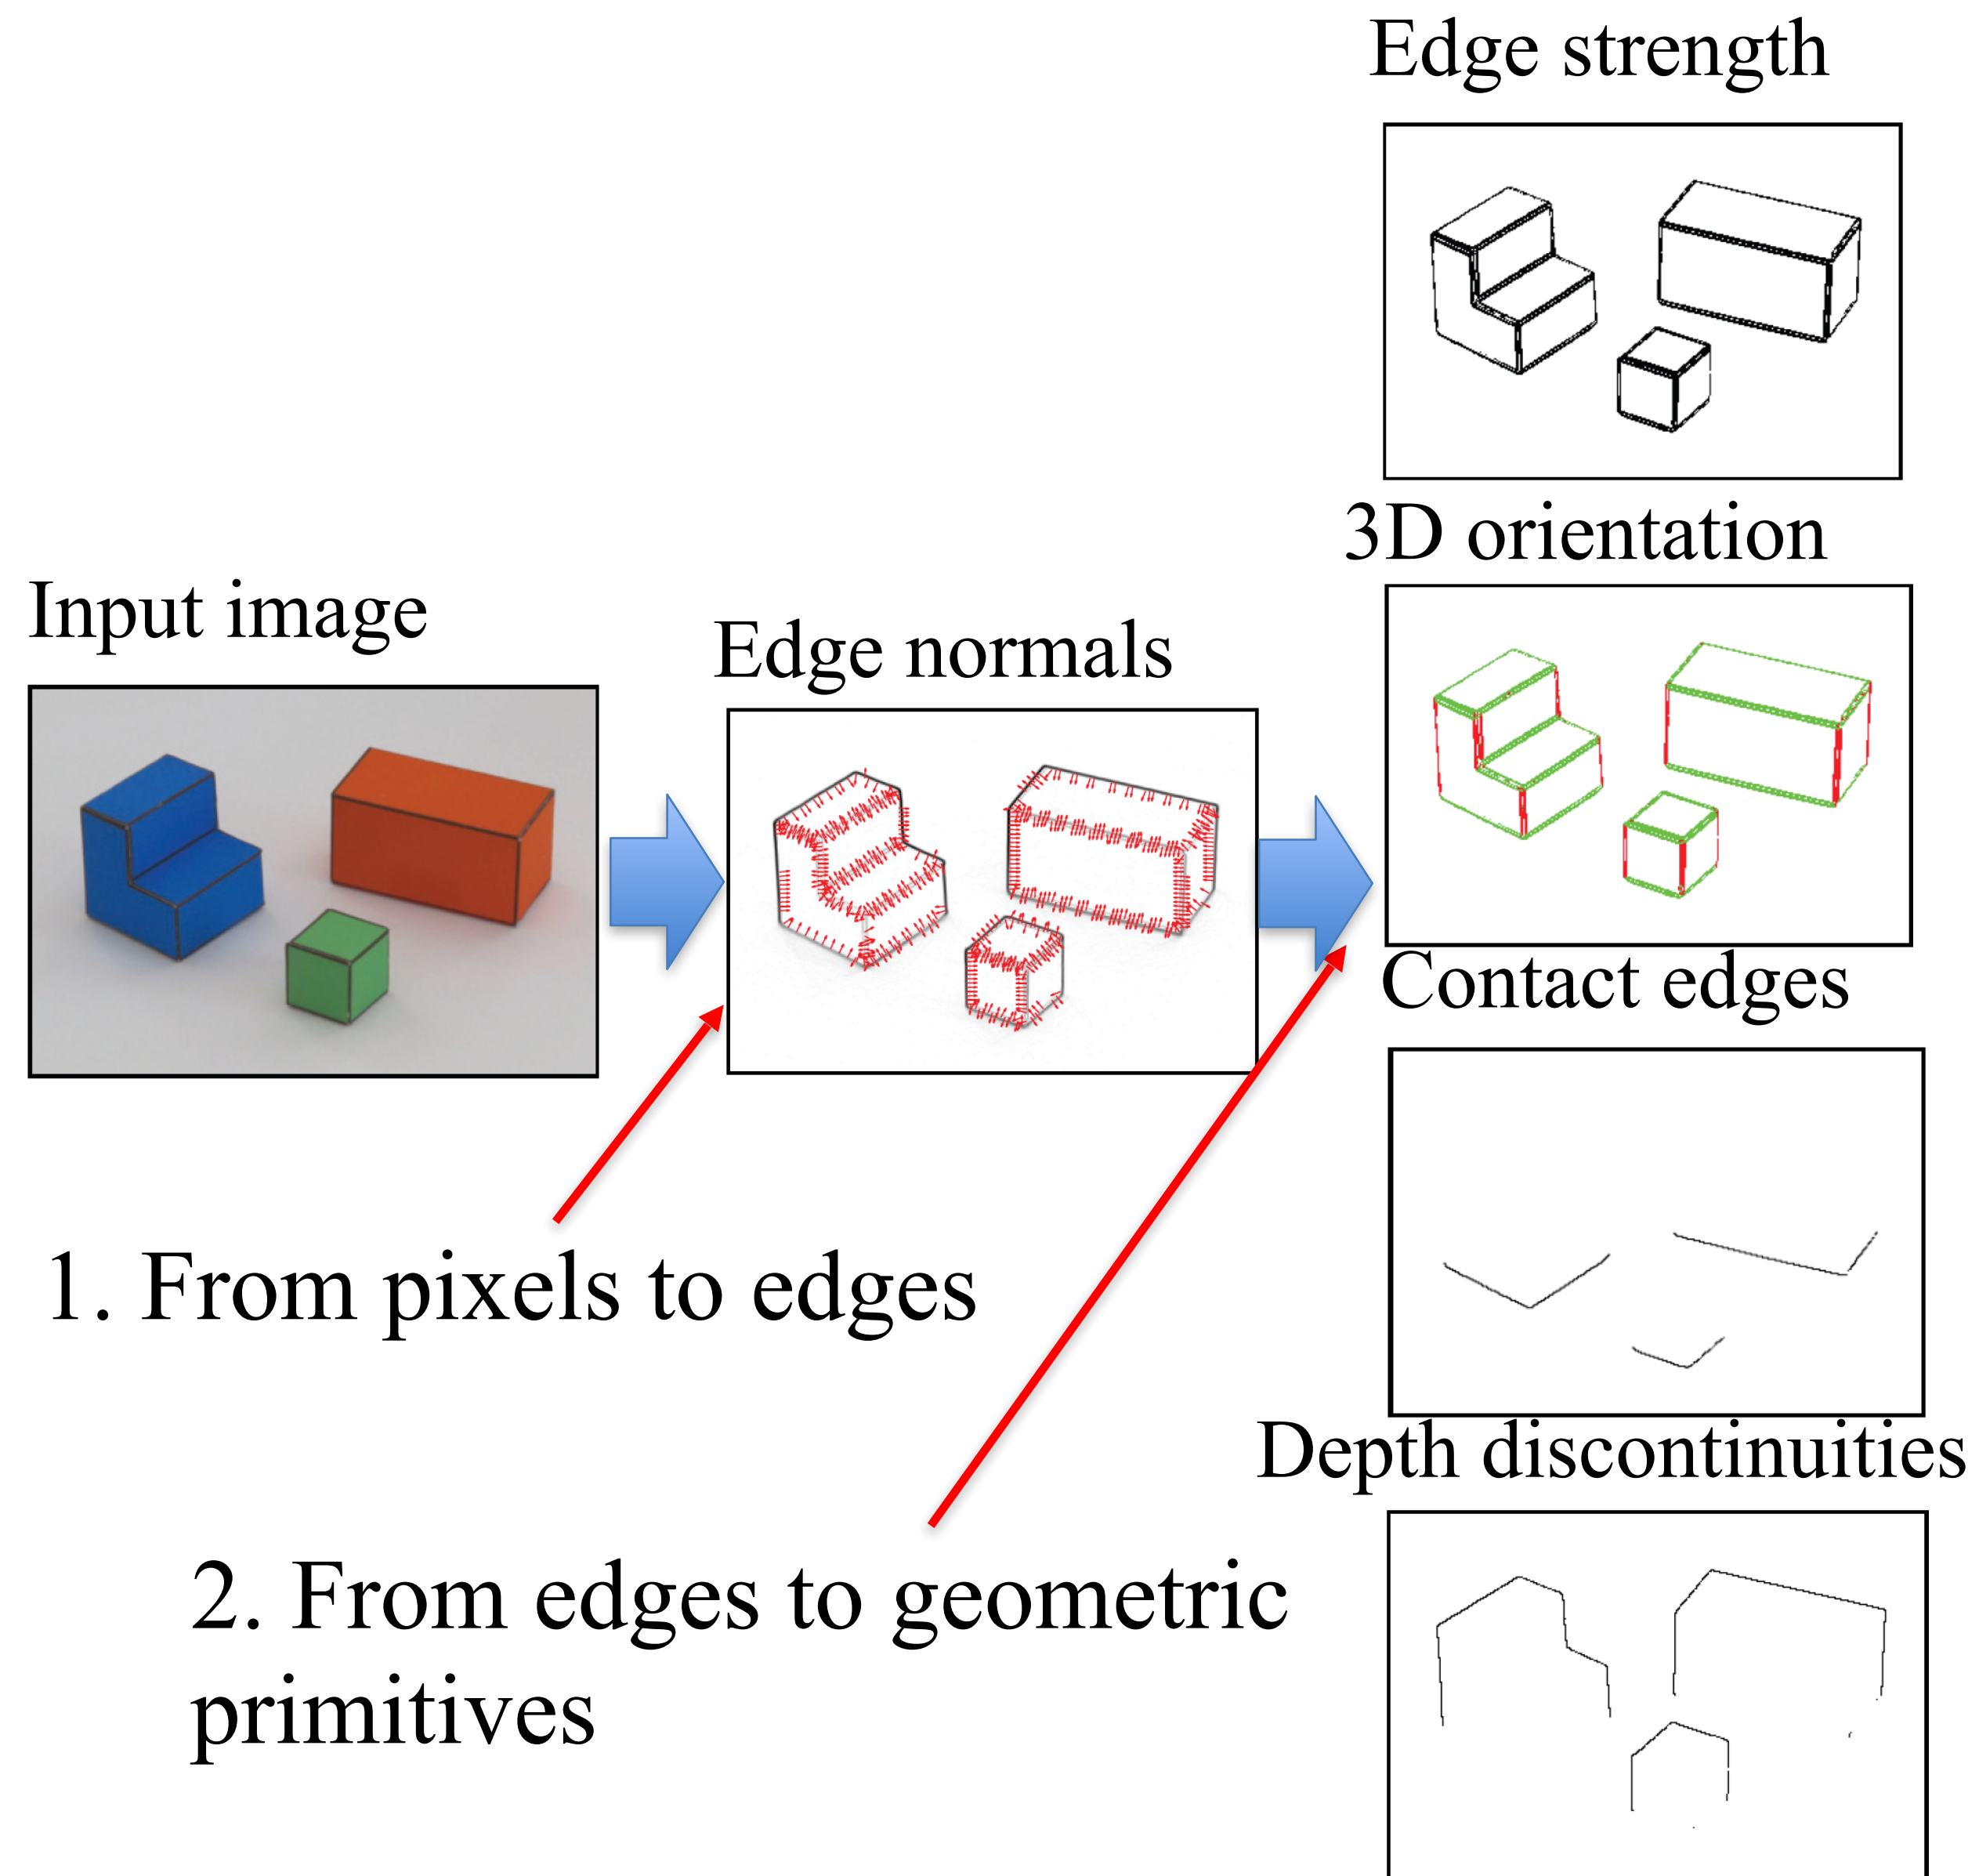 Edge strength
3D orientation
Input image
Edge normals
Contact edges
1. From pixels to edges
Depth discontinuities
2. From edges to geometric
primitives